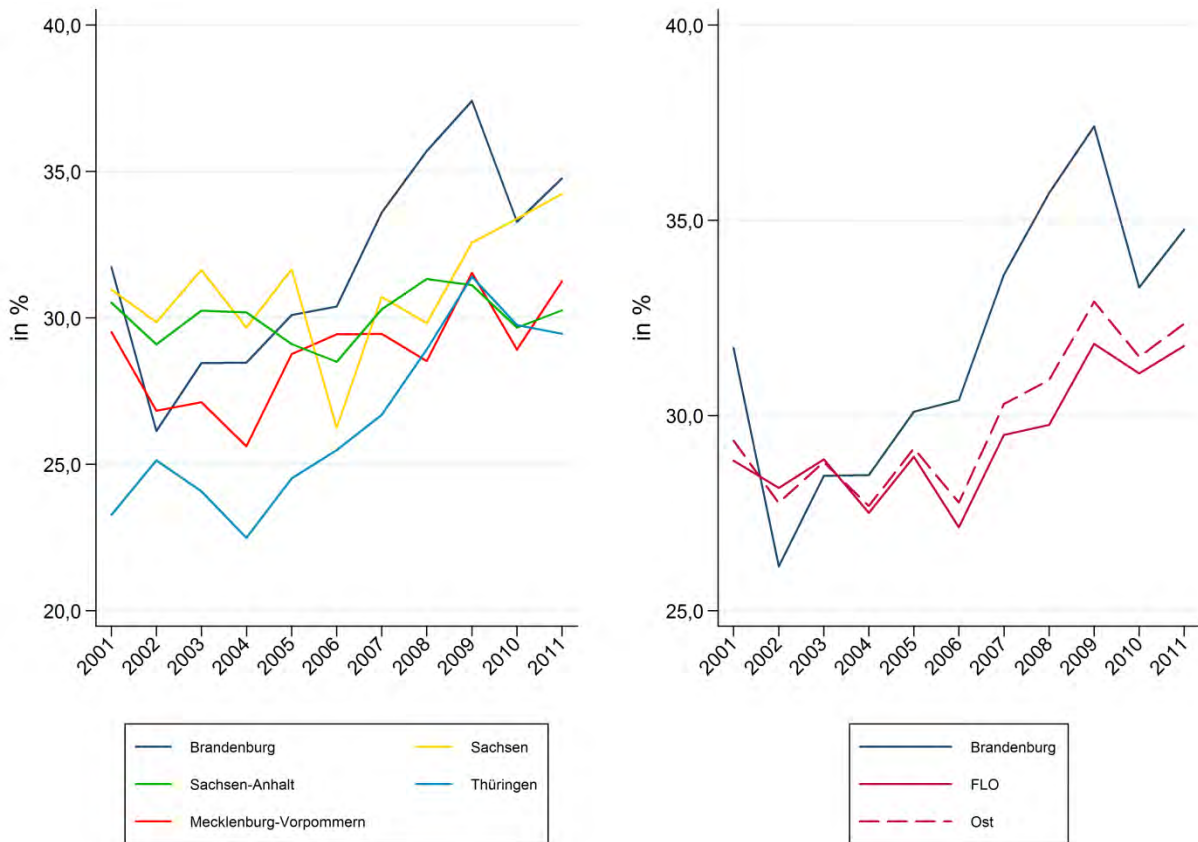 40,0
35,0
30,0
25,0
20,0
in %
2001 2002 2003 2004 2005 2006 2007 2008 2009 2010 2011
Brandenburg
Sachsen
Sachsen-Anhalt
Thüringen
Mecklenburg-Vorpommern
40,0
35,0
30,0
25,0
in %
2001 2002 2003 2004 2005 2006 2007 2008 2009 2010 2011
Brandenburg
FLO
Ost